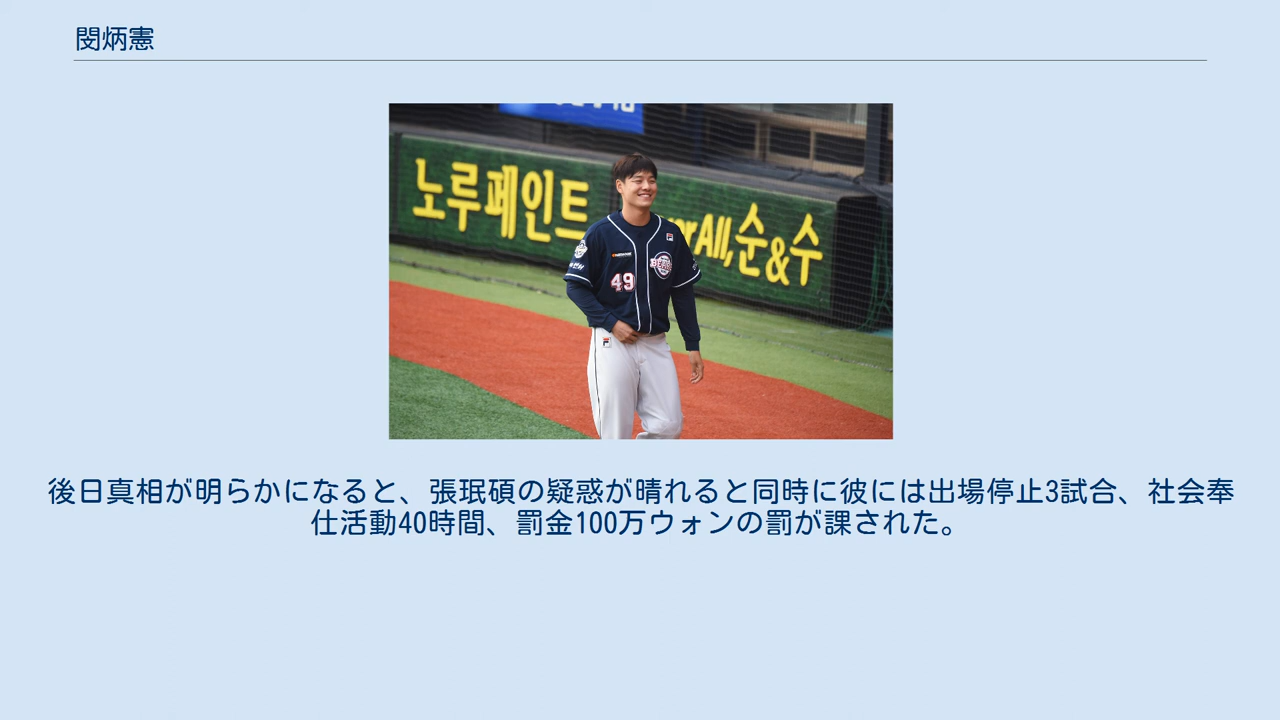 閔炳憲
노루페인트
orAll,순&수
BEARS
49
後日真相が明らかになると、張珉碩の疑惑が晴れると同時に彼には出場停止3試合、社会奉
仕活動40時間、罰金100万ウォンの罰が課された。